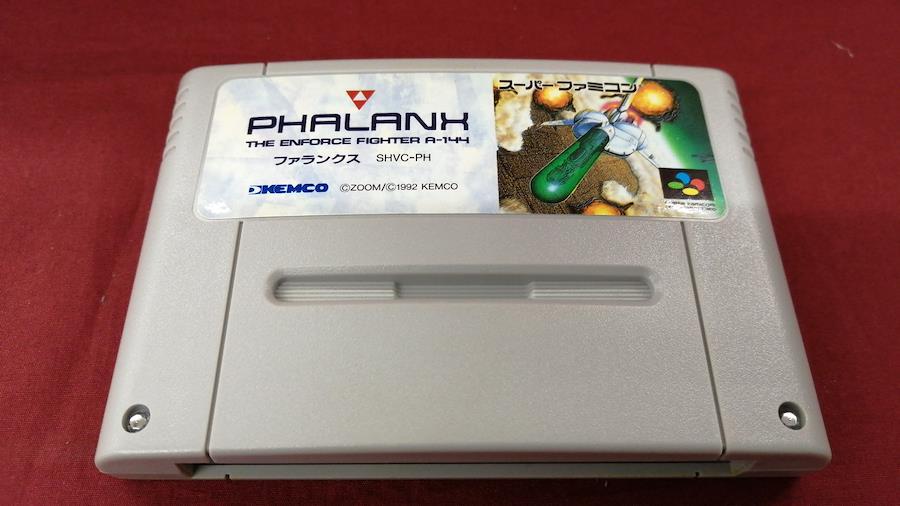 スーパーファミコン
PHALANX
THE ENFORCE FIGHTER A-144
ファランクス SHVC-PH
KEMCO ©ZOOM/©1992 KEMCO